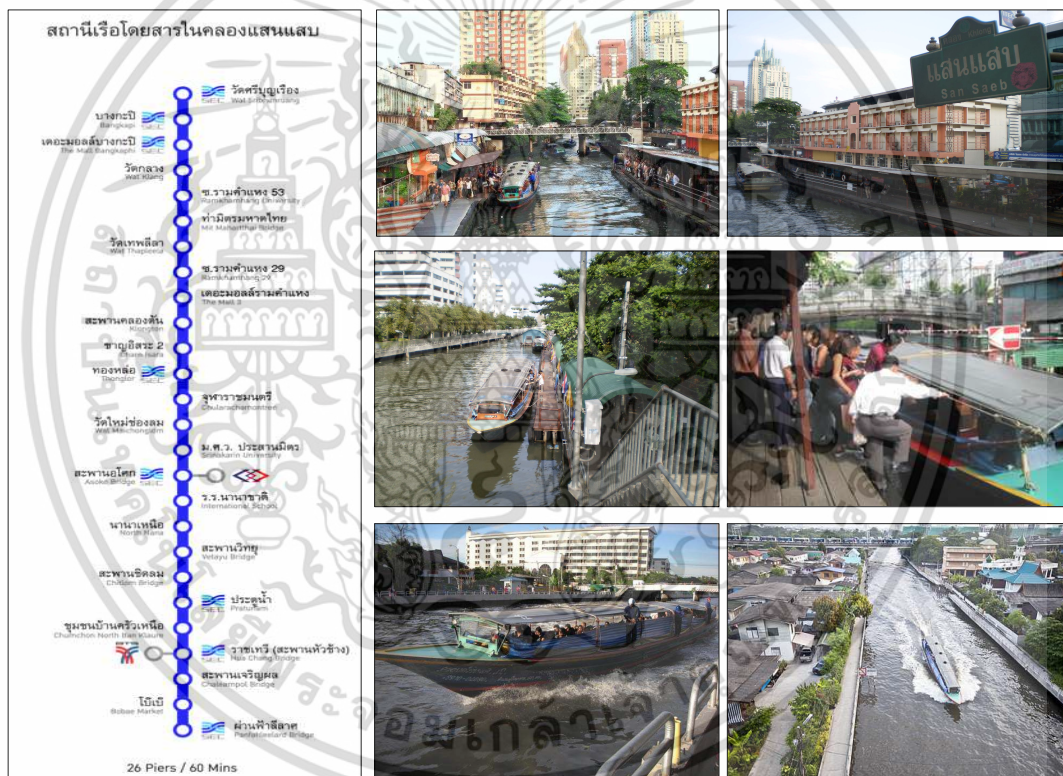 สถานีเรือโดยสารในคลองแสนแสบ
วัดศรีบุญเรือง
Wat Sriboonruang
บางกะปิ
Bangkapi
เดอะมอลล์บางกะปิ
The Mall Bangkaphi
วัดกลาง
Wat Klang
ซ.รามคำแหง 53
Ramkhamhang University
ท่ามิตรมหาดไทย
Mit Mahadthai Bridge
วัดเทพลีลา
Wat Thapleela
ซ.รามคำแหง 29
Ramkhamhang 29
เดอะมอลล์รามคำแหง
The Mall 3
สะพานคลองตัน
Klongton
ชาญอิสระ 2
Charn Isara
ทองหล่อ
Thonglor
จุฬาราชมนตรี
Chularachamontree
วัดใหม่ช่องลม
Wat Maichonglom
ม.ศ.ว. ประสานมิตร
Srinakarin University
สะพานอโศก
Asoke Bridge
ร.ร.นานาชาติ
International School
นานาเหนือ
North Nana
สะพานวิทยุ
Vetayu Bridge
สะพานชิดลม
Chidlom Bridge
ประตูน้ำ
Pratunam
ชุมชนบ้านครัวเหนือ
Chumchon North Ban Klaure
ราชเทวี (สะพานหัวช้าง)
Hua Chang Bridge
สะพานเจริญผล
Charleampol Bridge
โบ๊เบ๊
Bobae Market
ผ่านฟ้าลีลาศ
26 Piers / 60 Mins
แสนแสบ
San Saeb